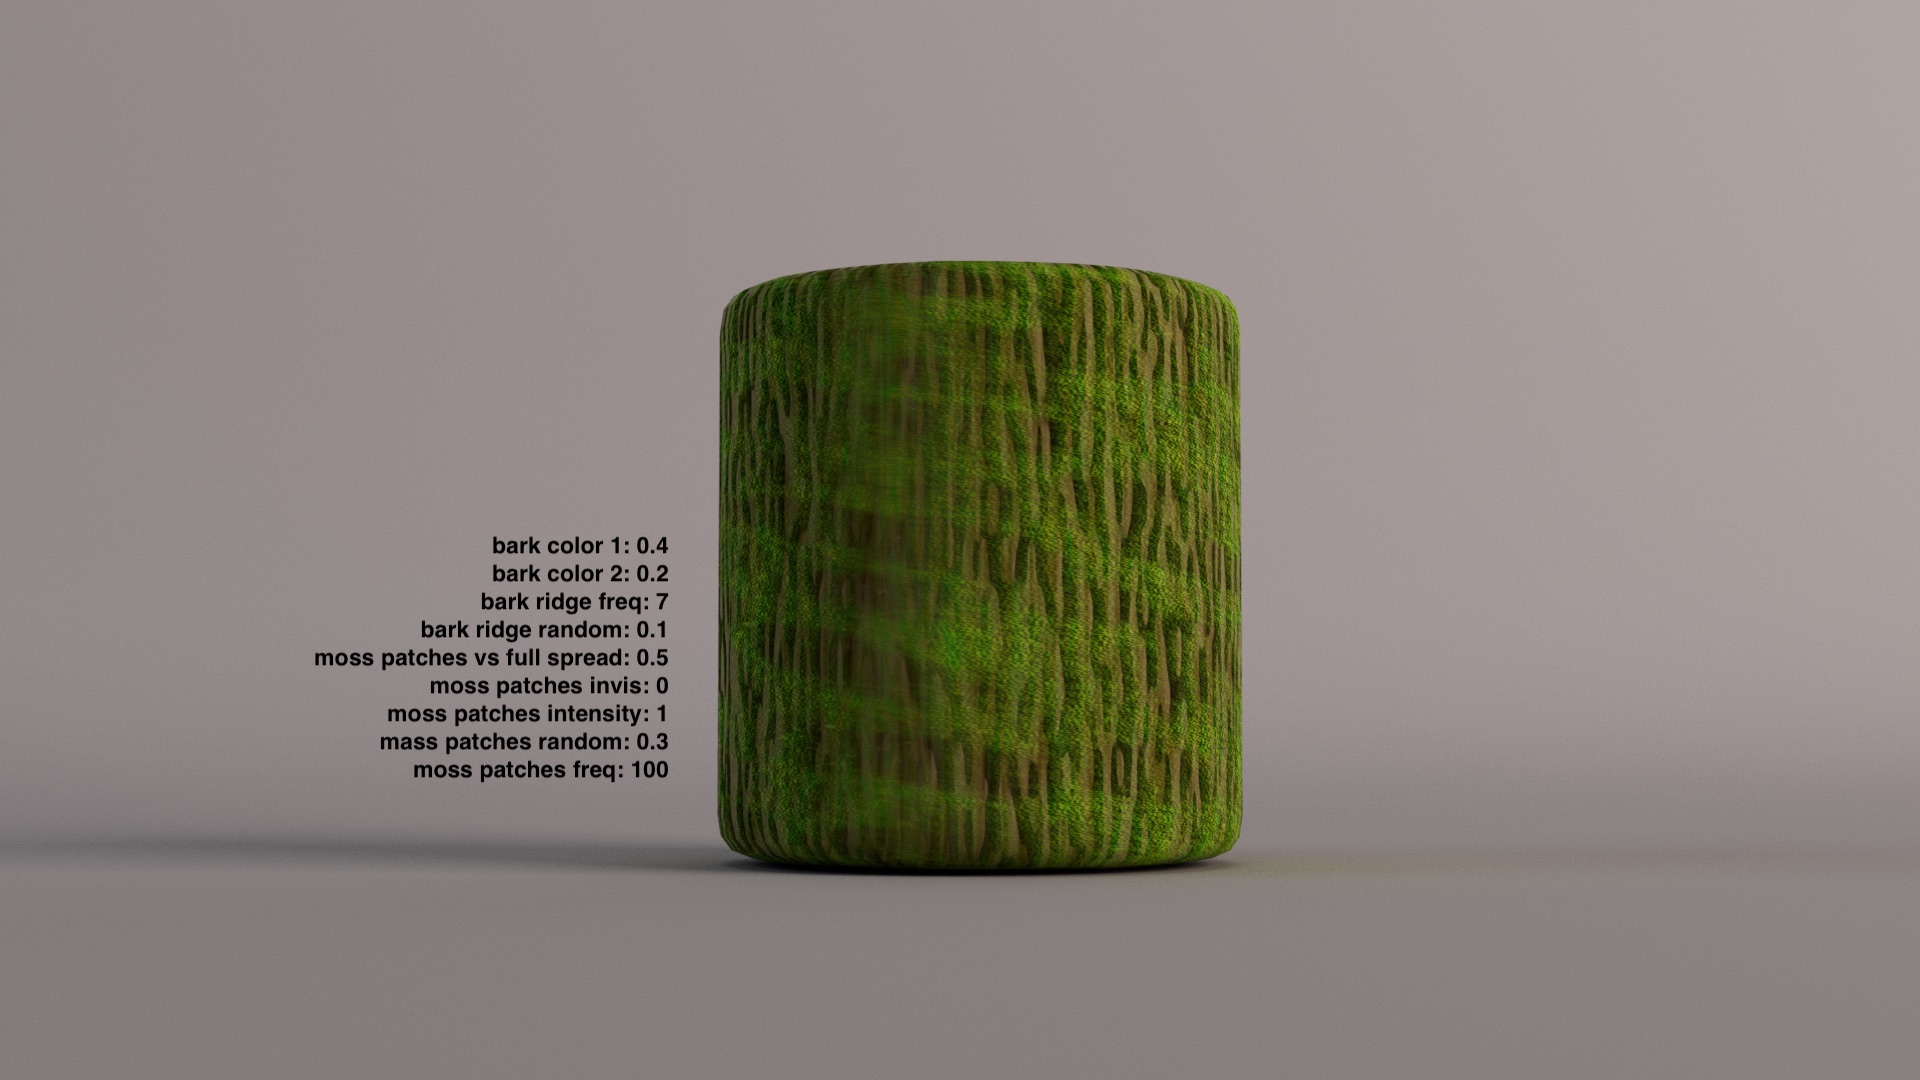 bark color 1: 0.4
bark color 2: 0.2
bark ridge freq: 7
bark ridge random: 0.1
moss patches vs full spread: 0.5
moss patches invis: 0
moss patches intensity: 1
mass patches random: 0.3
moss patches freq: 100